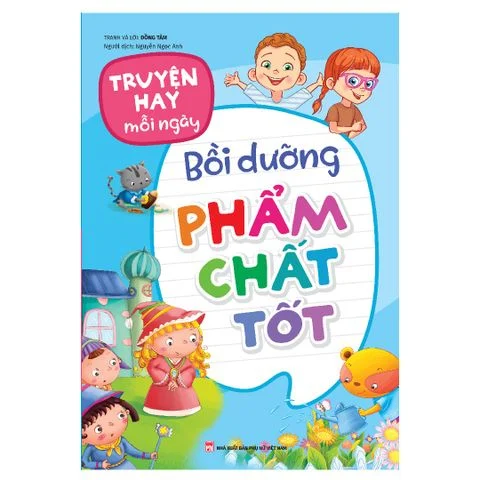 TRANH VÀ LỜI: ĐỒNG TÂM
Người dịch: Nguyễn Ngọc Anh
TRUYỆN
HAY
mỗi ngày
Bồi dưỡng
PHẨM
CHẤT
TỐT
NHÀ XUẤT BẢN PHỤ NỮ VIỆT NAM